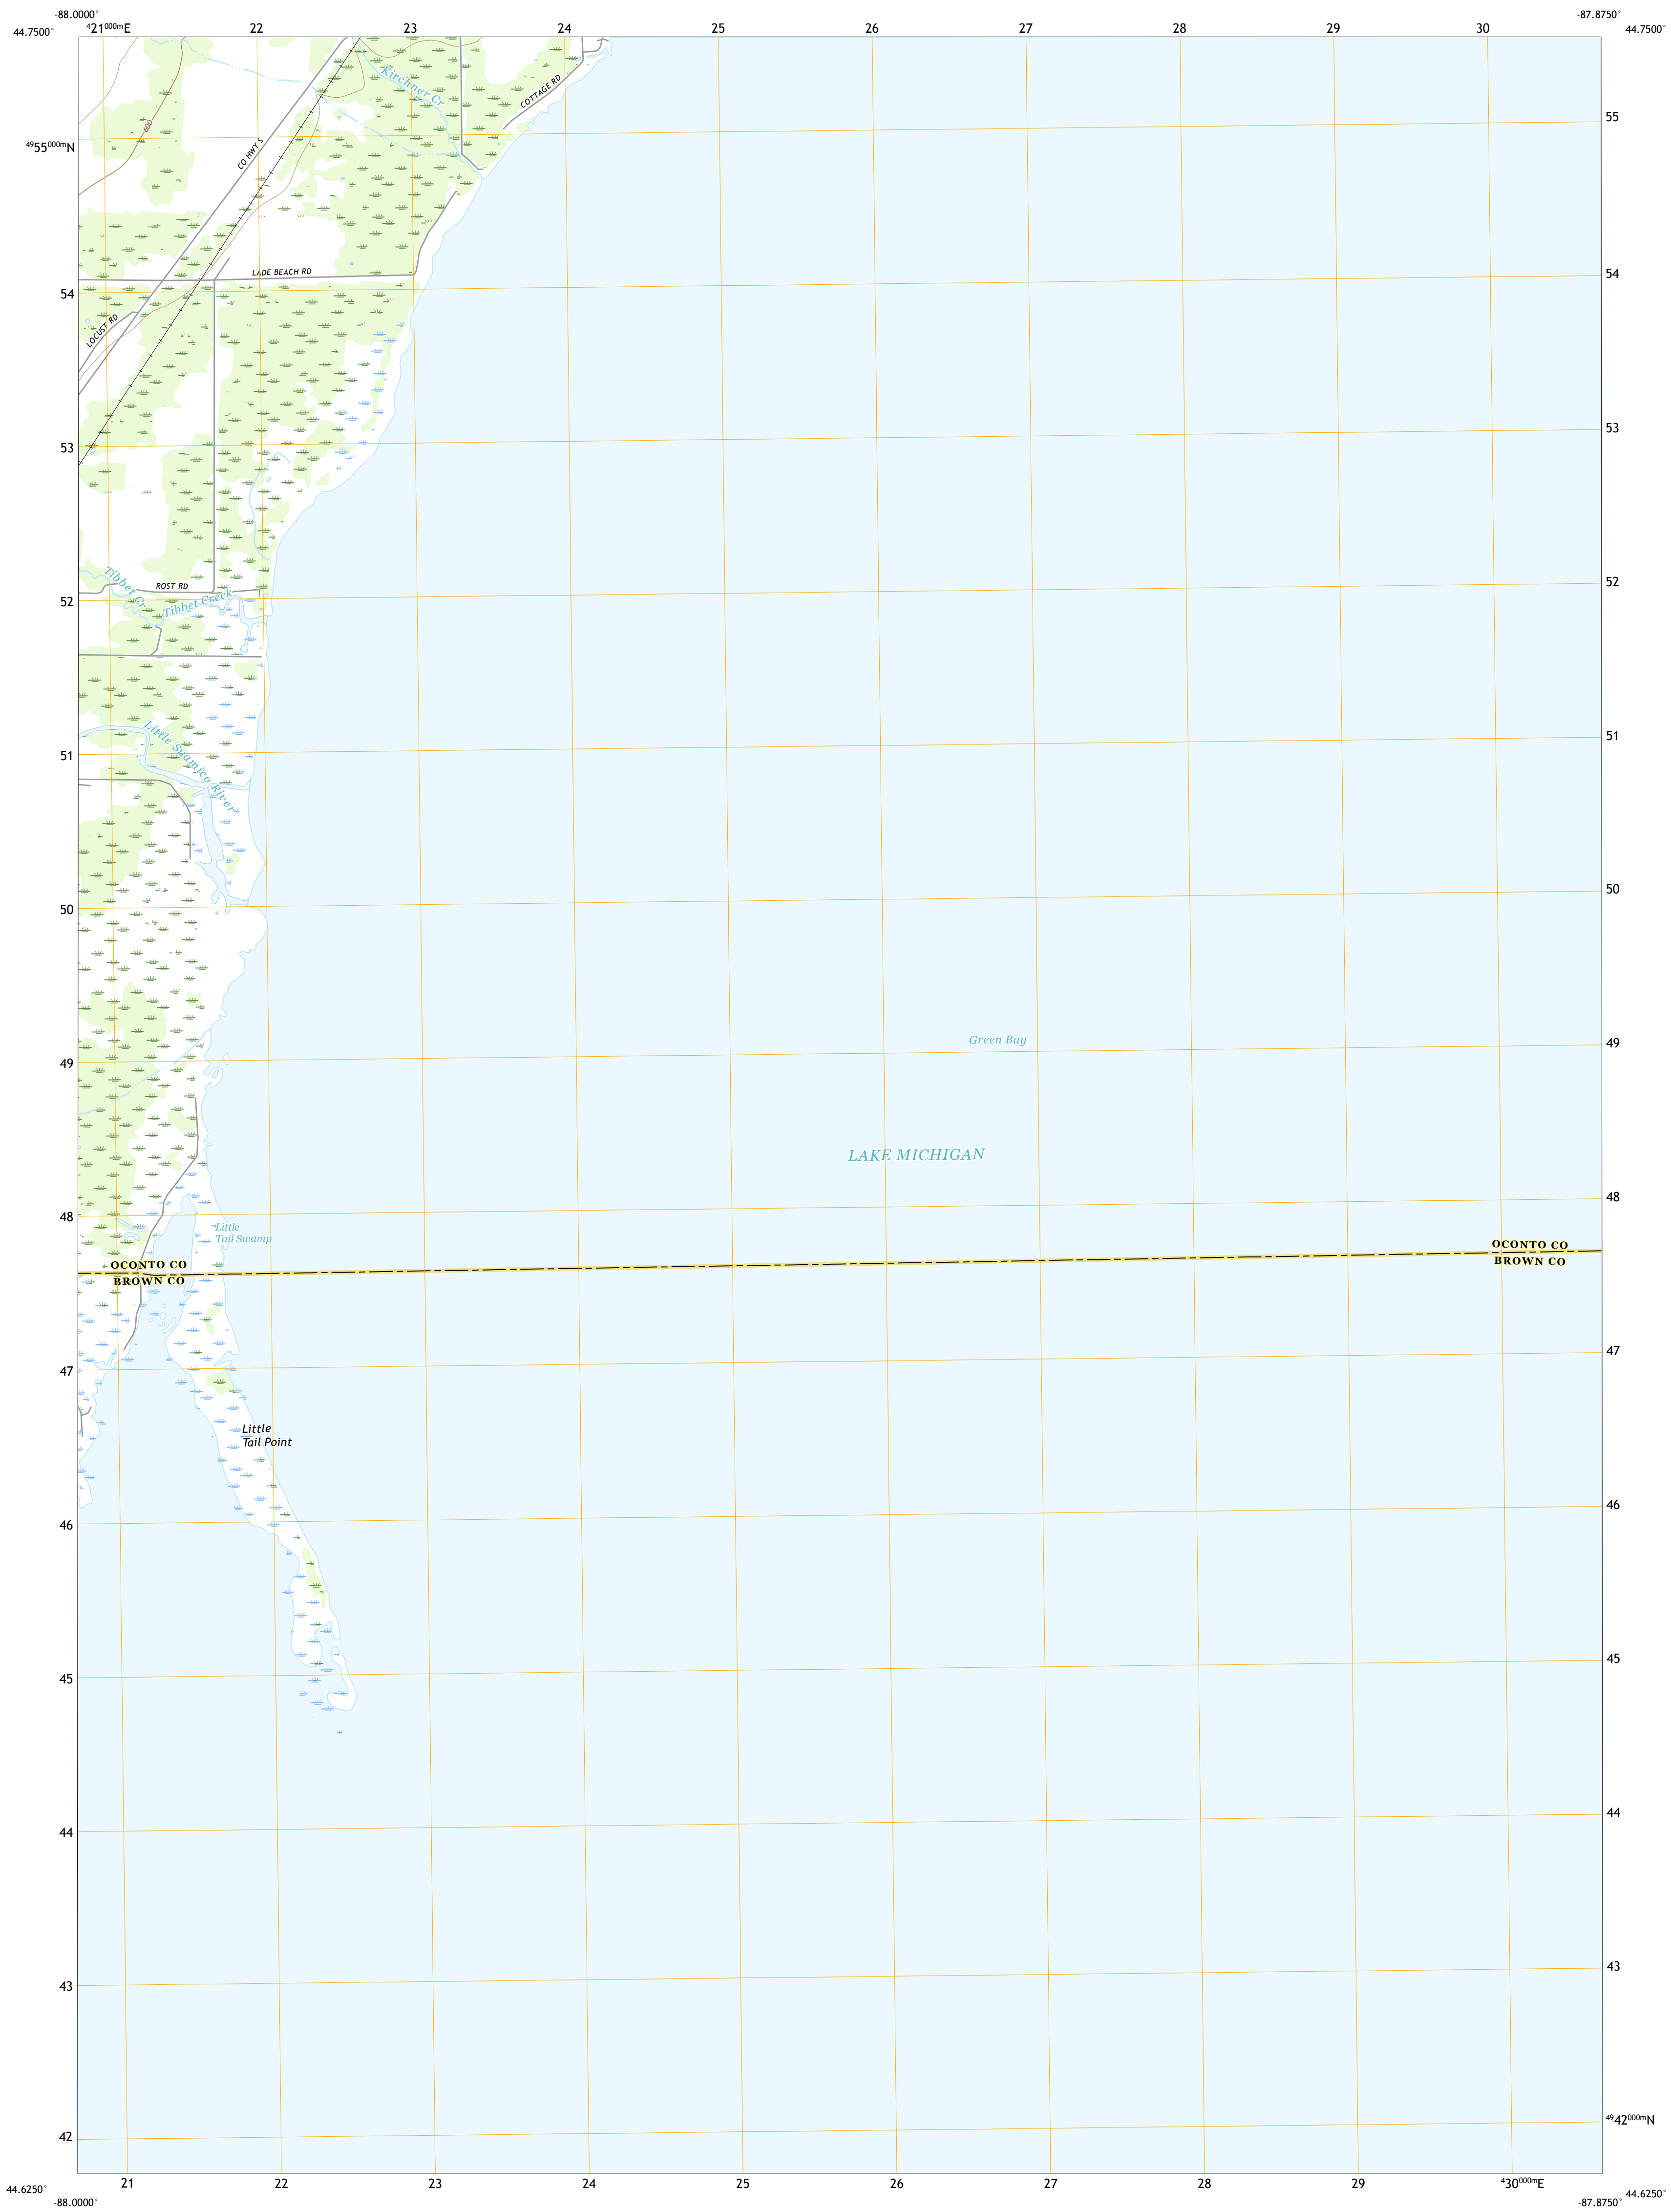 -88.0000°
-87.8750°
44.7500°
⁴21⁰⁰⁰ᵐE 22 23 24 25 26 27 28 29 30
44.7500°
Kirchner Cr
COTTAGE RD
55
600
CO HWY S
⁴⁹55⁰⁰⁰ᵐN
LADE BEACH RD
54
54
LOCUST RD
53
53
Tibbet Cr
ROST RD
52
Tibbet Creek
52
Little Suamico River
51
51
50
50
Green Bay
49
49
LAKE MICHIGAN
48
48
Little
Tail Swamp
OCONTO CO
OCONTO CO
BROWN CO
BROWN CO
47
47
Little
Tail Point
46
46
45
45
44
44
43
43
⁴⁹42⁰⁰⁰ᵐN
42
21 22 23 24 25 26 27 28 29 ⁴30⁰⁰⁰ᵐE
44.6250°
44.6250°
-88.0000°
-87.8750°